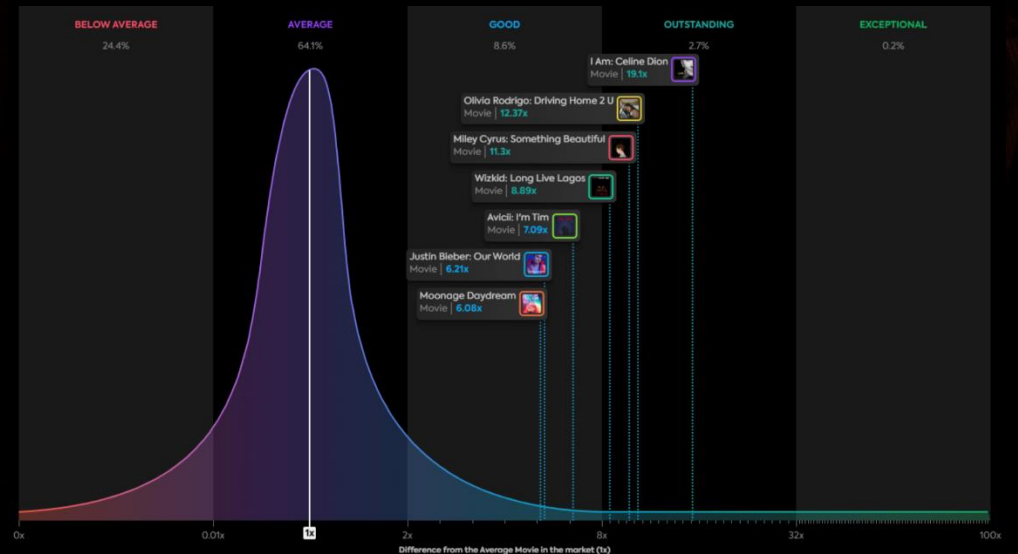 BELOW AVERAGE
24.4%
AVERAGE
64.1%
GOOD
8.6%
OUTSTANDING
2.7%
EXCEPTIONAL
0.2%
I Am: Celine Dion
Movie | 19.1x
Olivia Rodrigo: Driving Home 2 U
Movie | 12.37x
Miley Cyrus: Something Beautiful
Movie | 11.3x
Wizkid: Long Live Lagos
Movie | 8.89x
Avicii: I'm Tim
Movie | 7.09x
Justin Bieber: Our World
Movie | 6.21x
Moonage Daydream
Movie | 6.08x
0x
0.01x
1x
2x
8x
32x
100x
Difference from the Average Movie in the market (1x)